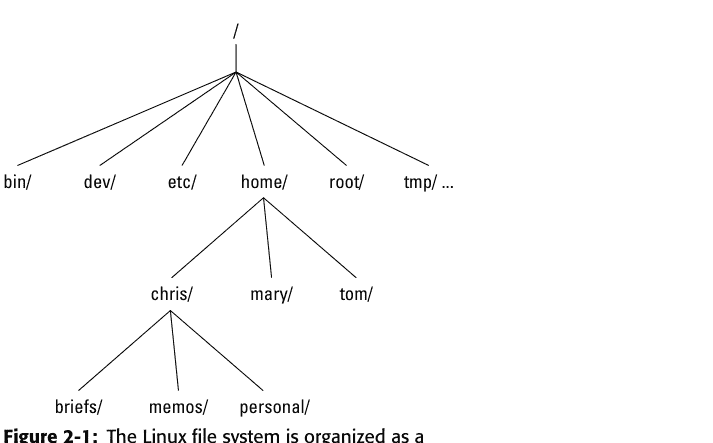 /
bin/ dev/ etc/ home/ root/ tmp/ ...
chris/ mary/ tom/
briefs/ memos/ personal/
Figure 2-1: The Linux file system is organized as a